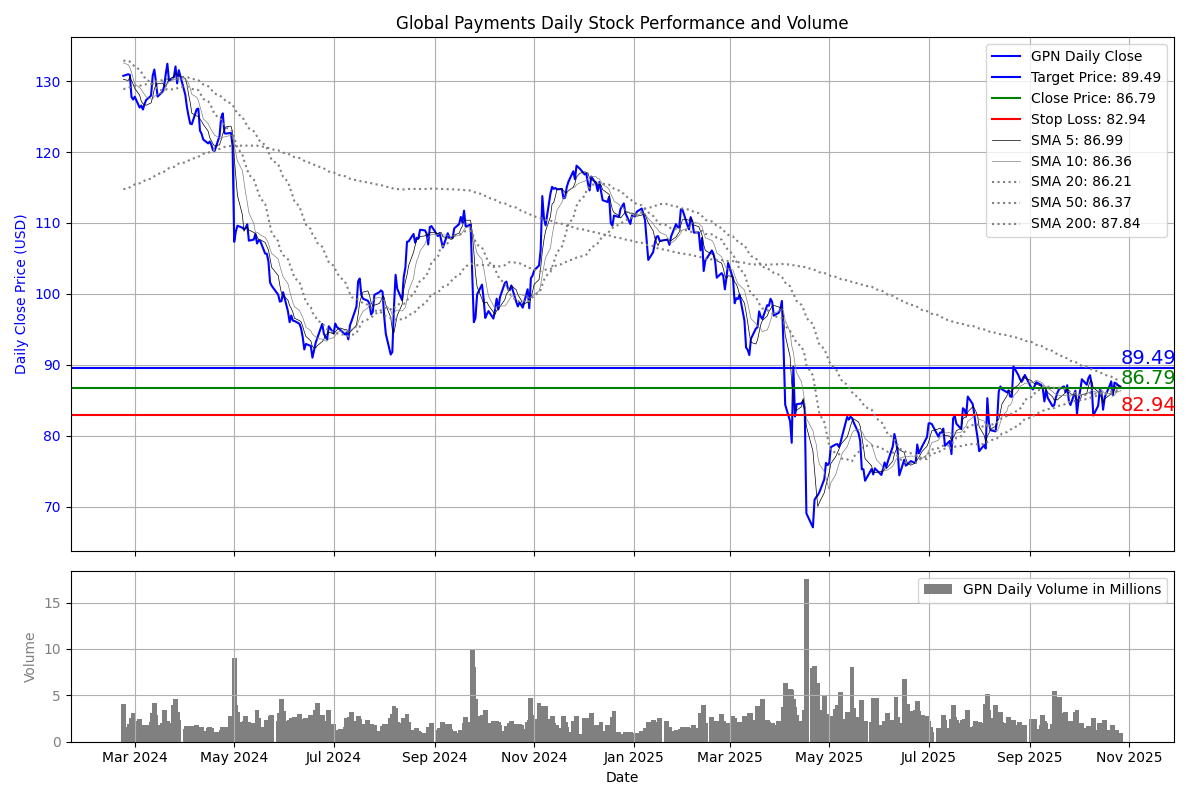 Global Payments Daily Stock Performance and Volume
Daily Close Price (USD)
130
120
110
100
90
80
70
GPN Daily Close
Target Price: 89.49
Close Price: 86.79
Stop Loss: 82.94
SMA 5: 86.99
SMA 10: 86.36
SMA 20: 86.21
SMA 50: 86.37
SMA 200: 87.84
89.49
86.79
82.94
Volume
15
10
5
0
GPN Daily Volume in Millions
Mar 2024 May 2024 Jul 2024 Sep 2024 Nov 2024 Jan 2025 Mar 2025 May 2025 Jul 2025 Sep 2025 Nov 2025
Date